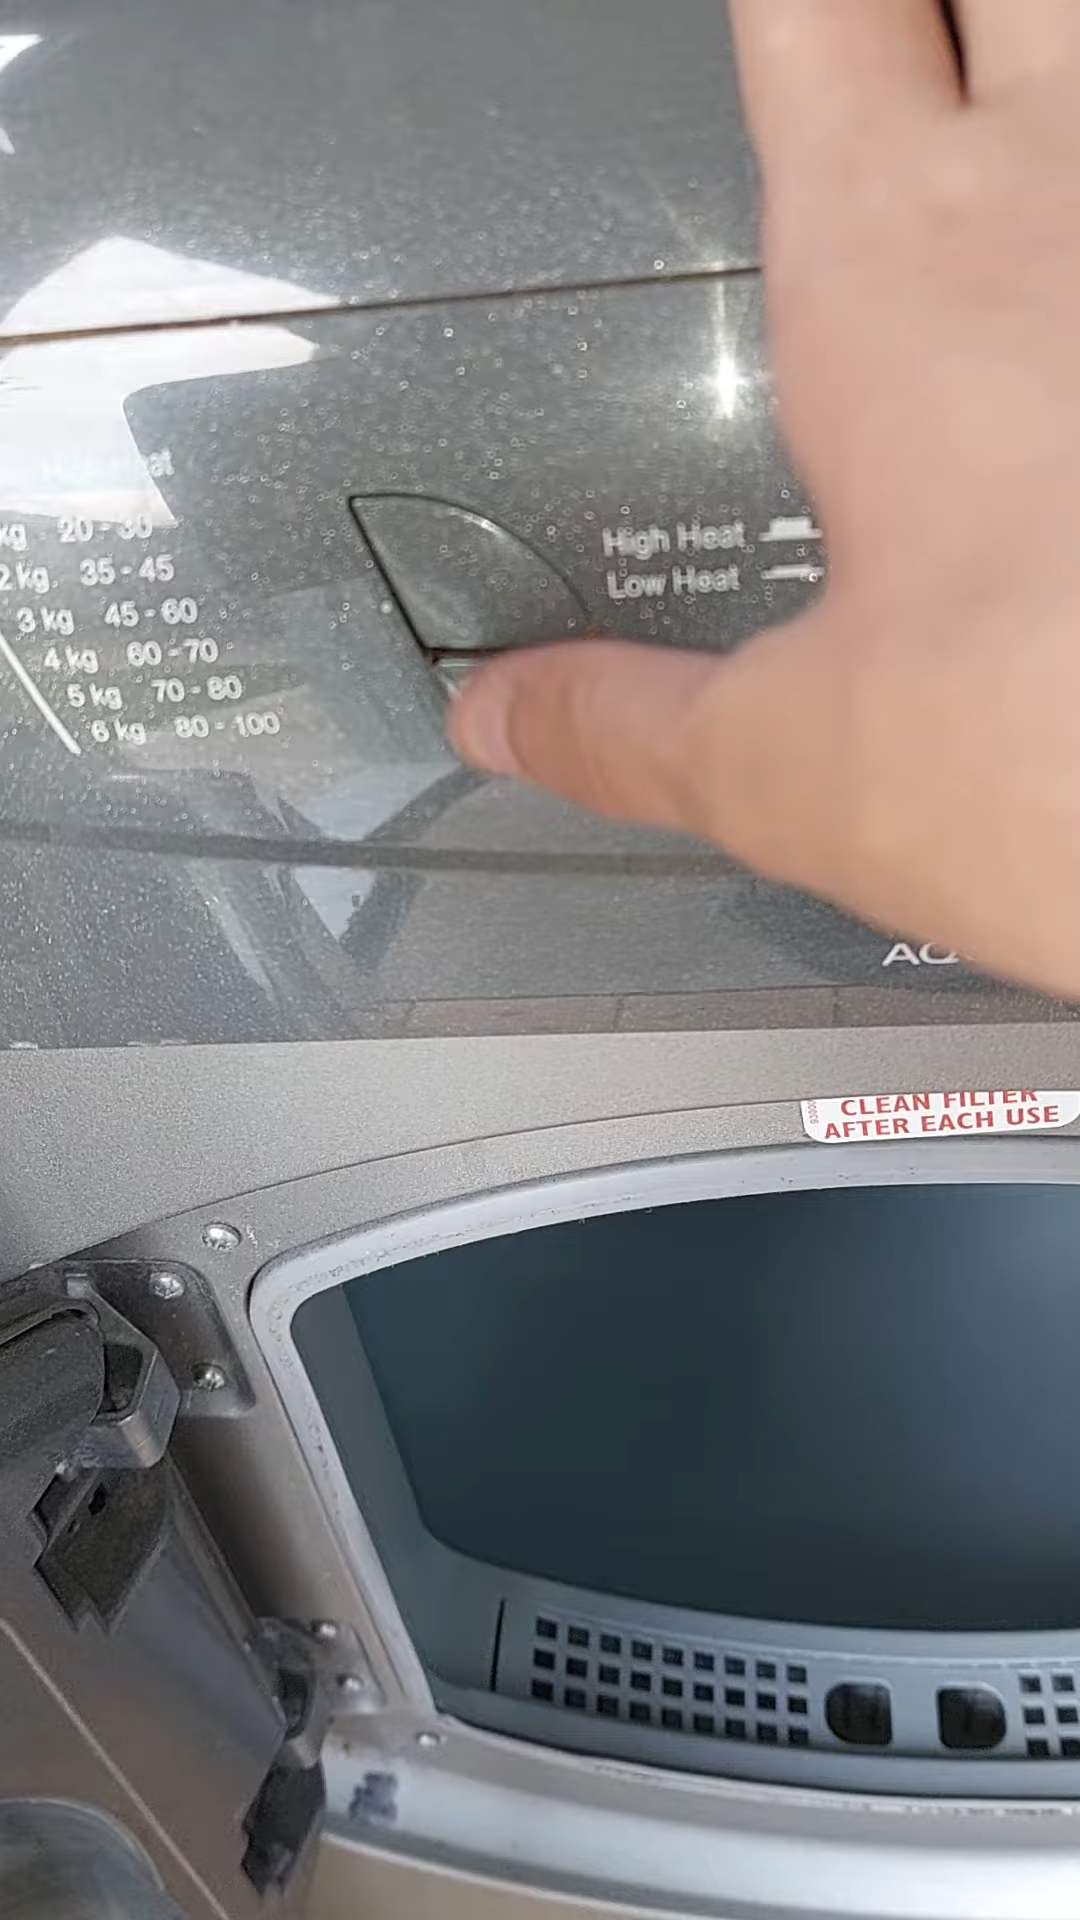 kg 20 - 30
2 kg 35 - 45
3 kg 45 - 60
4 kg 60 - 70
5 kg 70 - 80
6 kg 80 - 100
High Heat
Low Heat
CLEAN FILTER
AFTER EACH USE